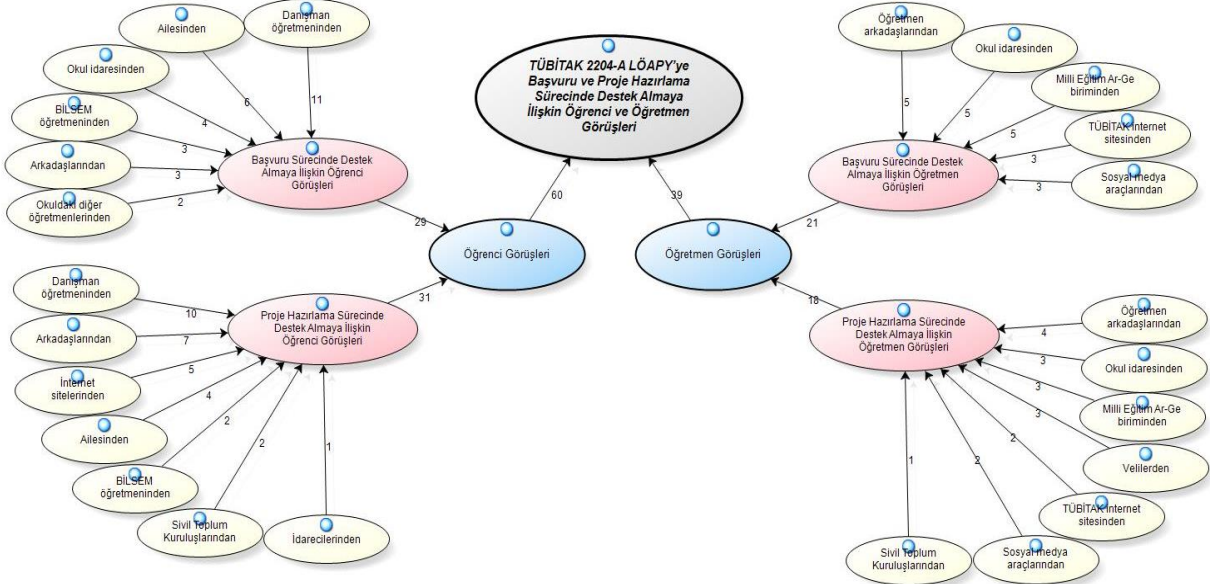 TÜBİTAK 2204-A LÖAPY'ye
Başvuru ve Proje Hazırlama
Sürecinde Destek Almaya
İlişkin Öğrenci ve Öğretmen
Görüşleri
60
39
Öğrenci Görüşleri
Öğretmen Görüşleri
29
31
21
18
Başvuru Sürecinde Destek
Almaya İlişkin Öğrenci
Görüşleri
Danışman
öğretmeninden
11
Ailesinden
6
Okul idaresinden
4
BİLSEM
öğretmeninden
3
Arkadaşlarından
3
Okuldaki diğer
öğretmenlerinden
2
Proje Hazırlama Sürecinde
Destek Almaya İlişkin
Öğrenci Görüşleri
Danışman
öğretmeninden
10
Arkadaşlarından
7
İnternet
sitelerinden
5
Ailesinden
4
BİLSEM
öğretmeninden
2
Sivil Toplum
Kuruluşlarından
2
İdarecilerinden
1
Başvuru Sürecinde Destek
Almaya İlişkin Öğretmen
Görüşleri
Öğretmen
arkadaşlarından
5
Okul idaresinden
5
Milli Eğitim Ar-Ge
biriminden
5
TÜBİTAK İnternet
sitesinden
3
Sosyal medya
araçlarından
3
Proje Hazırlama Sürecinde
Destek Almaya İlişkin
Öğretmen Görüşleri
Öğretmen
arkadaşlarından
4
Okul idaresinden
3
Milli Eğitim Ar-Ge
biriminden
3
Velilerden
3
TÜBİTAK İnternet
sitesinden
2
Sosyal medya
araçlarından
2
Sivil Toplum
Kuruluşlarından
1